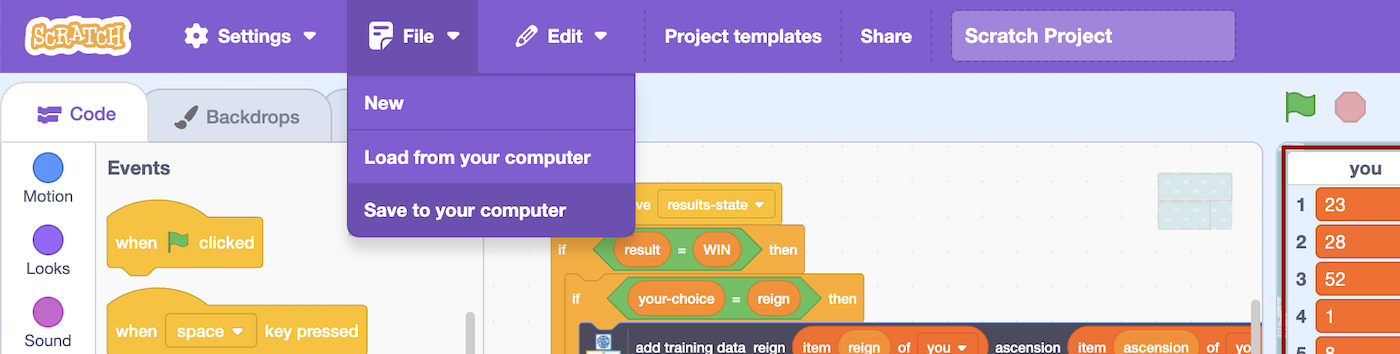 SCRATCH Settings File Edit Project templates Share Scratch Project
New
Code Backdrops
Load from your computer
Events
you
Motion
Save to your computer
results-state
1 23
when clicked
2 28
if result = WIN then
Looks
3 52
if your-choice = reign then
Sound
when space key pressed
4 1
add training data reign item reign of you ascension item ascension of